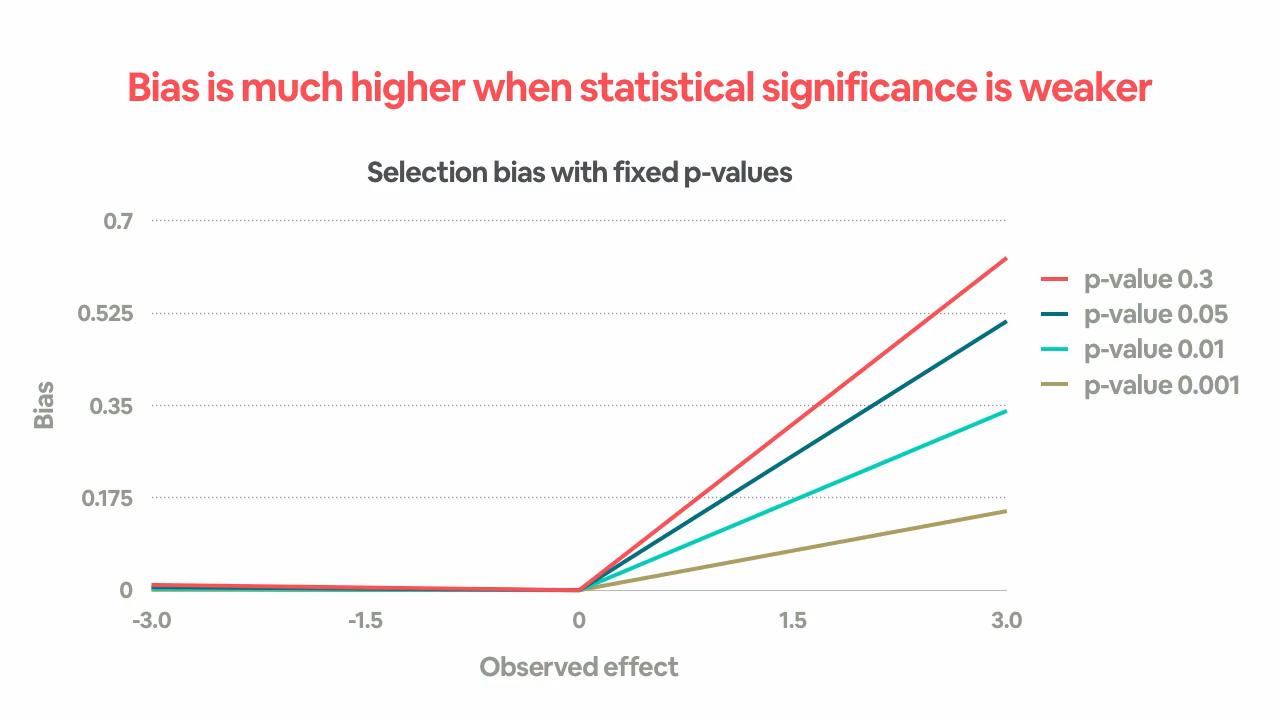 Bias is much higher when statistical significance is weaker
Selection bias with fixed p-values
0.7
0.525
0.35
0.175
0
Bias
-3.0
-1.5
0
1.5
3.0
Observed effect
p-value 0.3
p-value 0.05
p-value 0.01
p-value 0.001